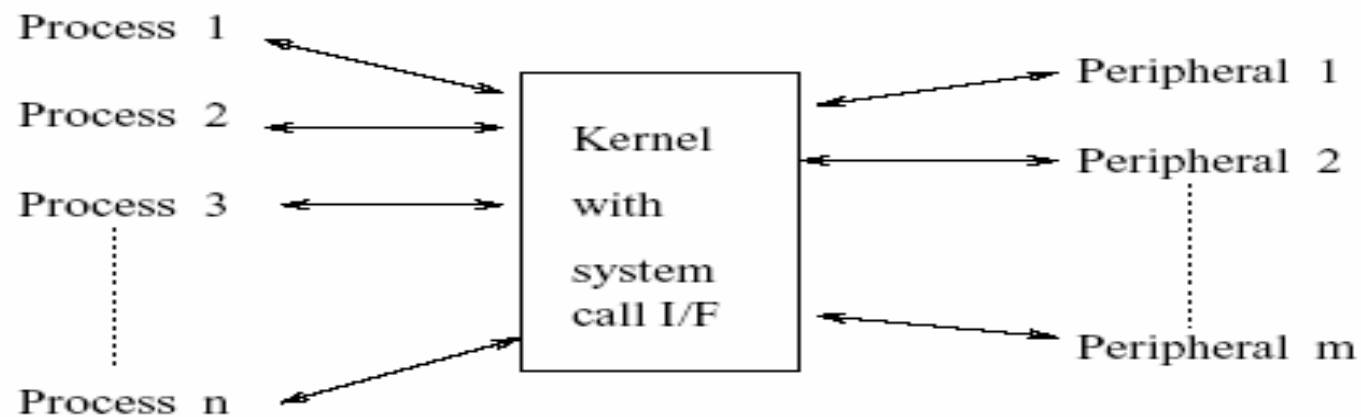 Process 1
Process 2
Process 3
Process n
Kernel
with
system
call I/F
Peripheral 1
Peripheral 2
Peripheral m